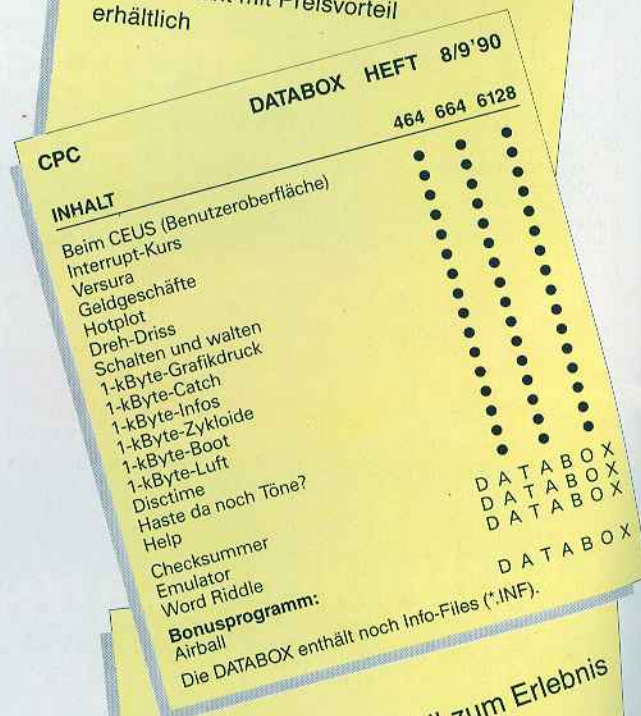 mit Preisvorteil
erhältlich
DATABOX HEFT 8/9'90
CPC
464 664 6128
INHALT
Beim CEUS (Benutzeroberfläche) ● ● ●
Interrupt-Kurs ● ● ●
Versura ● ● ●
Geldgeschäfte ● ● ●
Hotplot ● ● ●
Dreh-Driss ● ● ●
Schalten und walten ● ● ●
1-kByte-Grafikdruck ● ● ●
1-kByte-Catch ● ● ●
1-kByte-Infos ● ● ●
1-kByte-Zykloide ● ● ●
1-kByte-Boot ● ● ●
1-kByte-Luft ● ● ●
Disctime ● ● ●
Haste da noch Töne? ● ● ●
Help ● ● ●
Checksummer DATABOX
Emulator DATABOX
Word Riddle DATABOX
Bonusprogramm:
Airball DATABOX
Die DATABOX enthält noch Info-Files (*.INF).
zum Erlebnis